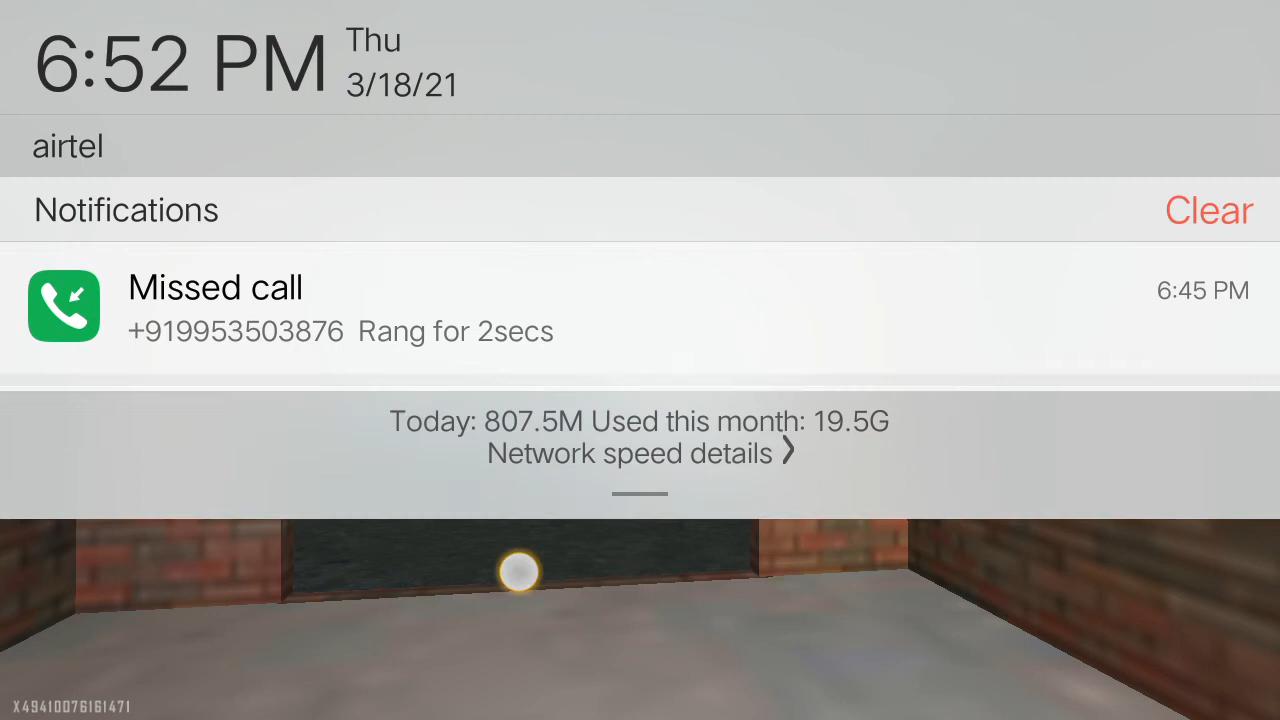 6:52 PM
Thu
3/18/21
airtel
Notifications
Clear
Missed call
6:45 PM
+919953503876 Rang for 2secs
Today: 807.5M Used this month: 19.5G
Network speed details
X49410076161471